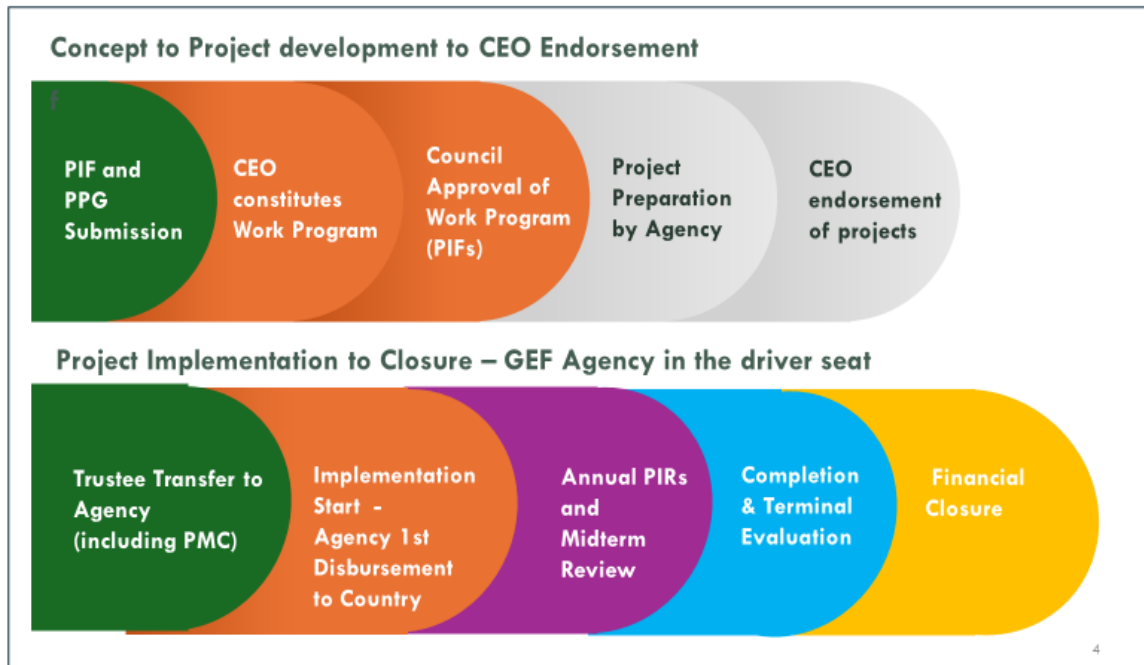 Concept to Project development to CEO Endorsement
f
PIF and
PPG
Submission
CEO
constitutes
Work Program
Council
Approval of
Work Program
(PIFs)
Project
Preparation
by Agency
CEO
endorsement
of projects
Project Implementation to Closure – GEF Agency in the driver seat
Trustee Transfer to
Agency
(including PMC)
Implementation
Start -
Agency 1st
Disbursement
to Country
Annual PIRs
and
Midterm
Review
Completion
& Terminal
Evaluation
Financial
Closure
4